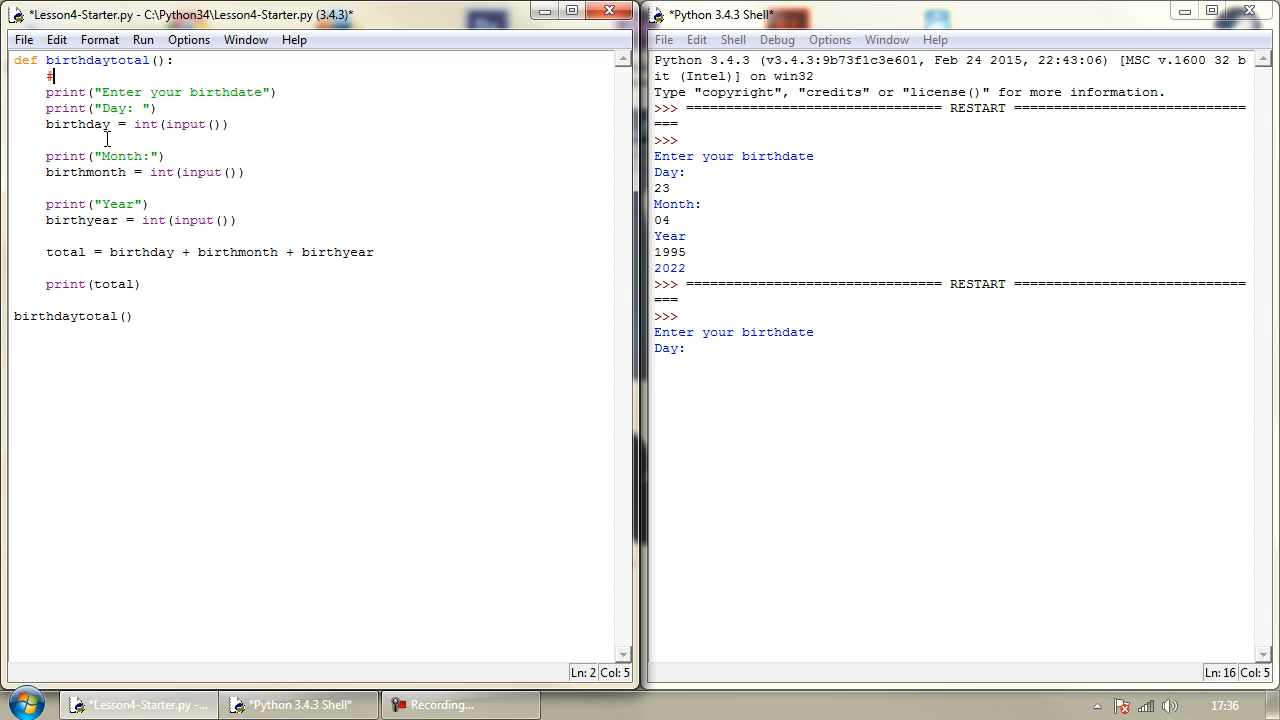 *Lesson4-Starter.py - C:\Python34\Lesson4-Starter.py (3.4.3)*
File Edit Format Run Options Window Help
def birthdaytotal():
    #
    print("Enter your birthdate")
    print("Day: ")
    birthday = int(input())
    print("Month:")
    birthmonth = int(input())
    print("Year")
    birthyear = int(input())
    total = birthday + birthmonth + birthyear
    print(total)
birthdaytotal()
Ln: 2 Col: 5
*Python 3.4.3 Shell*
File Edit Shell Debug Options Window Help
Python 3.4.3 (v3.4.3:9b73f1c3e601, Feb 24 2015, 22:43:06) [MSC v.1600 32 b
it (Intel)] on win32
Type "copyright", "credits" or "license()" for more information.
>>> ================================ RESTART =============================
===
>>>
Enter your birthdate
Day:
23
Month:
04
Year
1995
2022
>>> ================================ RESTART =============================
===
>>>
Enter your birthdate
Day:
Ln: 16 Col: 5
*Lesson4-Starter.py -...
*Python 3.4.3 Shell*
Recording...
17:36